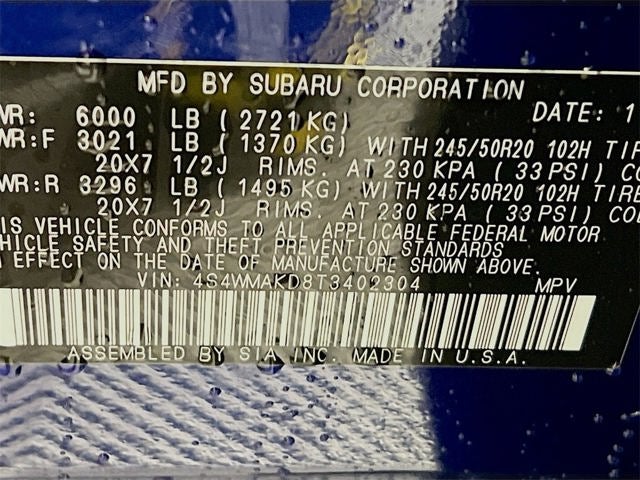 MFD BY SUBARU CORPORATION
DATE: 1
WR: 6000 LB ( 2721 KG)
WR:F 3021 LB ( 1370 KG) WITH 245/50R20 102H TIR
20X7 1/2J RIMS. AT 230 KPA ( 33 PSI) CO
WR:R 3296 LB ( 1495 KG) WITH 245/50R20 102H TIRE
20X7 1/2J RIMS. AT 230 KPA ( 33 PSI) CO
IS VEHICLE CONFORMS TO ALL APPLICABLE FEDERAL MOTOR
HICLE SAFETY AND THEFT PREVENTION STANDARDS
EFFECT ON THE DATE OF MANUFACTURE SHOWN ABOVE.
VIN: 4S4WMAKD8T3402304 MPV
ASSEMBLED BY SIA INC. MADE IN U.S.A.